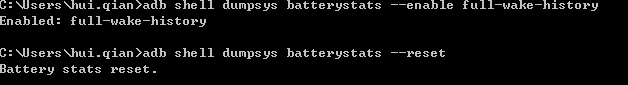 C:\Users\hui.qian>adb shell dumpsys batterystats --enable full-wake-history
Enabled: full-wake-history
C:\Users\hui.qian>adb shell dumpsys batterystats --reset
Battery stats reset.